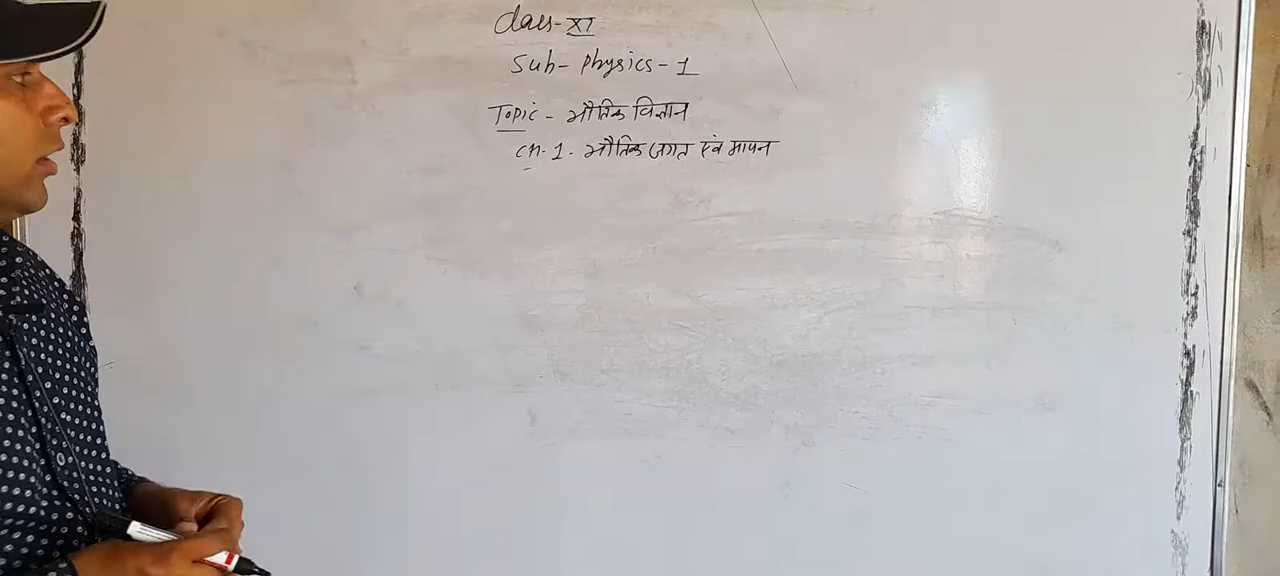 Class - XI
Sub - Physics - 1
Topic - भौतिक विज्ञान
CH. 1. भौतिक जगत एवं मापन